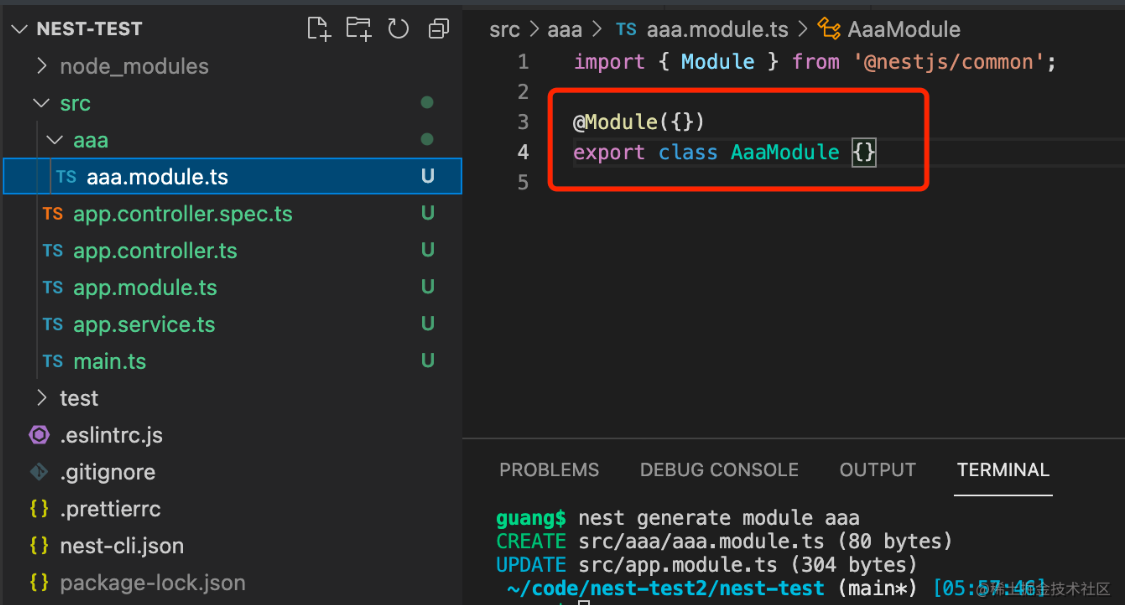 NEST-TEST
node_modules
src
aaa
TS aaa.module.ts U
TS app.controller.spec.ts U
TS app.controller.ts U
TS app.module.ts U
TS app.service.ts U
TS main.ts U
test
.eslintrc.js
.gitignore
{} .prettierrc
{} nest-cli.json
{} package-lock.json
src > aaa > TS aaa.module.ts > AaaModule
1 import { Module } from '@nestjs/common';
2
3 @Module({})
4 export class AaaModule {}
5
PROBLEMS DEBUG CONSOLE OUTPUT TERMINAL
guang$ nest generate module aaa
CREATE src/aaa/aaa.module.ts (80 bytes)
UPDATE src/app.module.ts (304 bytes)
~/code/nest-test2/nest-test (main*) [05:57:46]
@稀土掘金技术社区